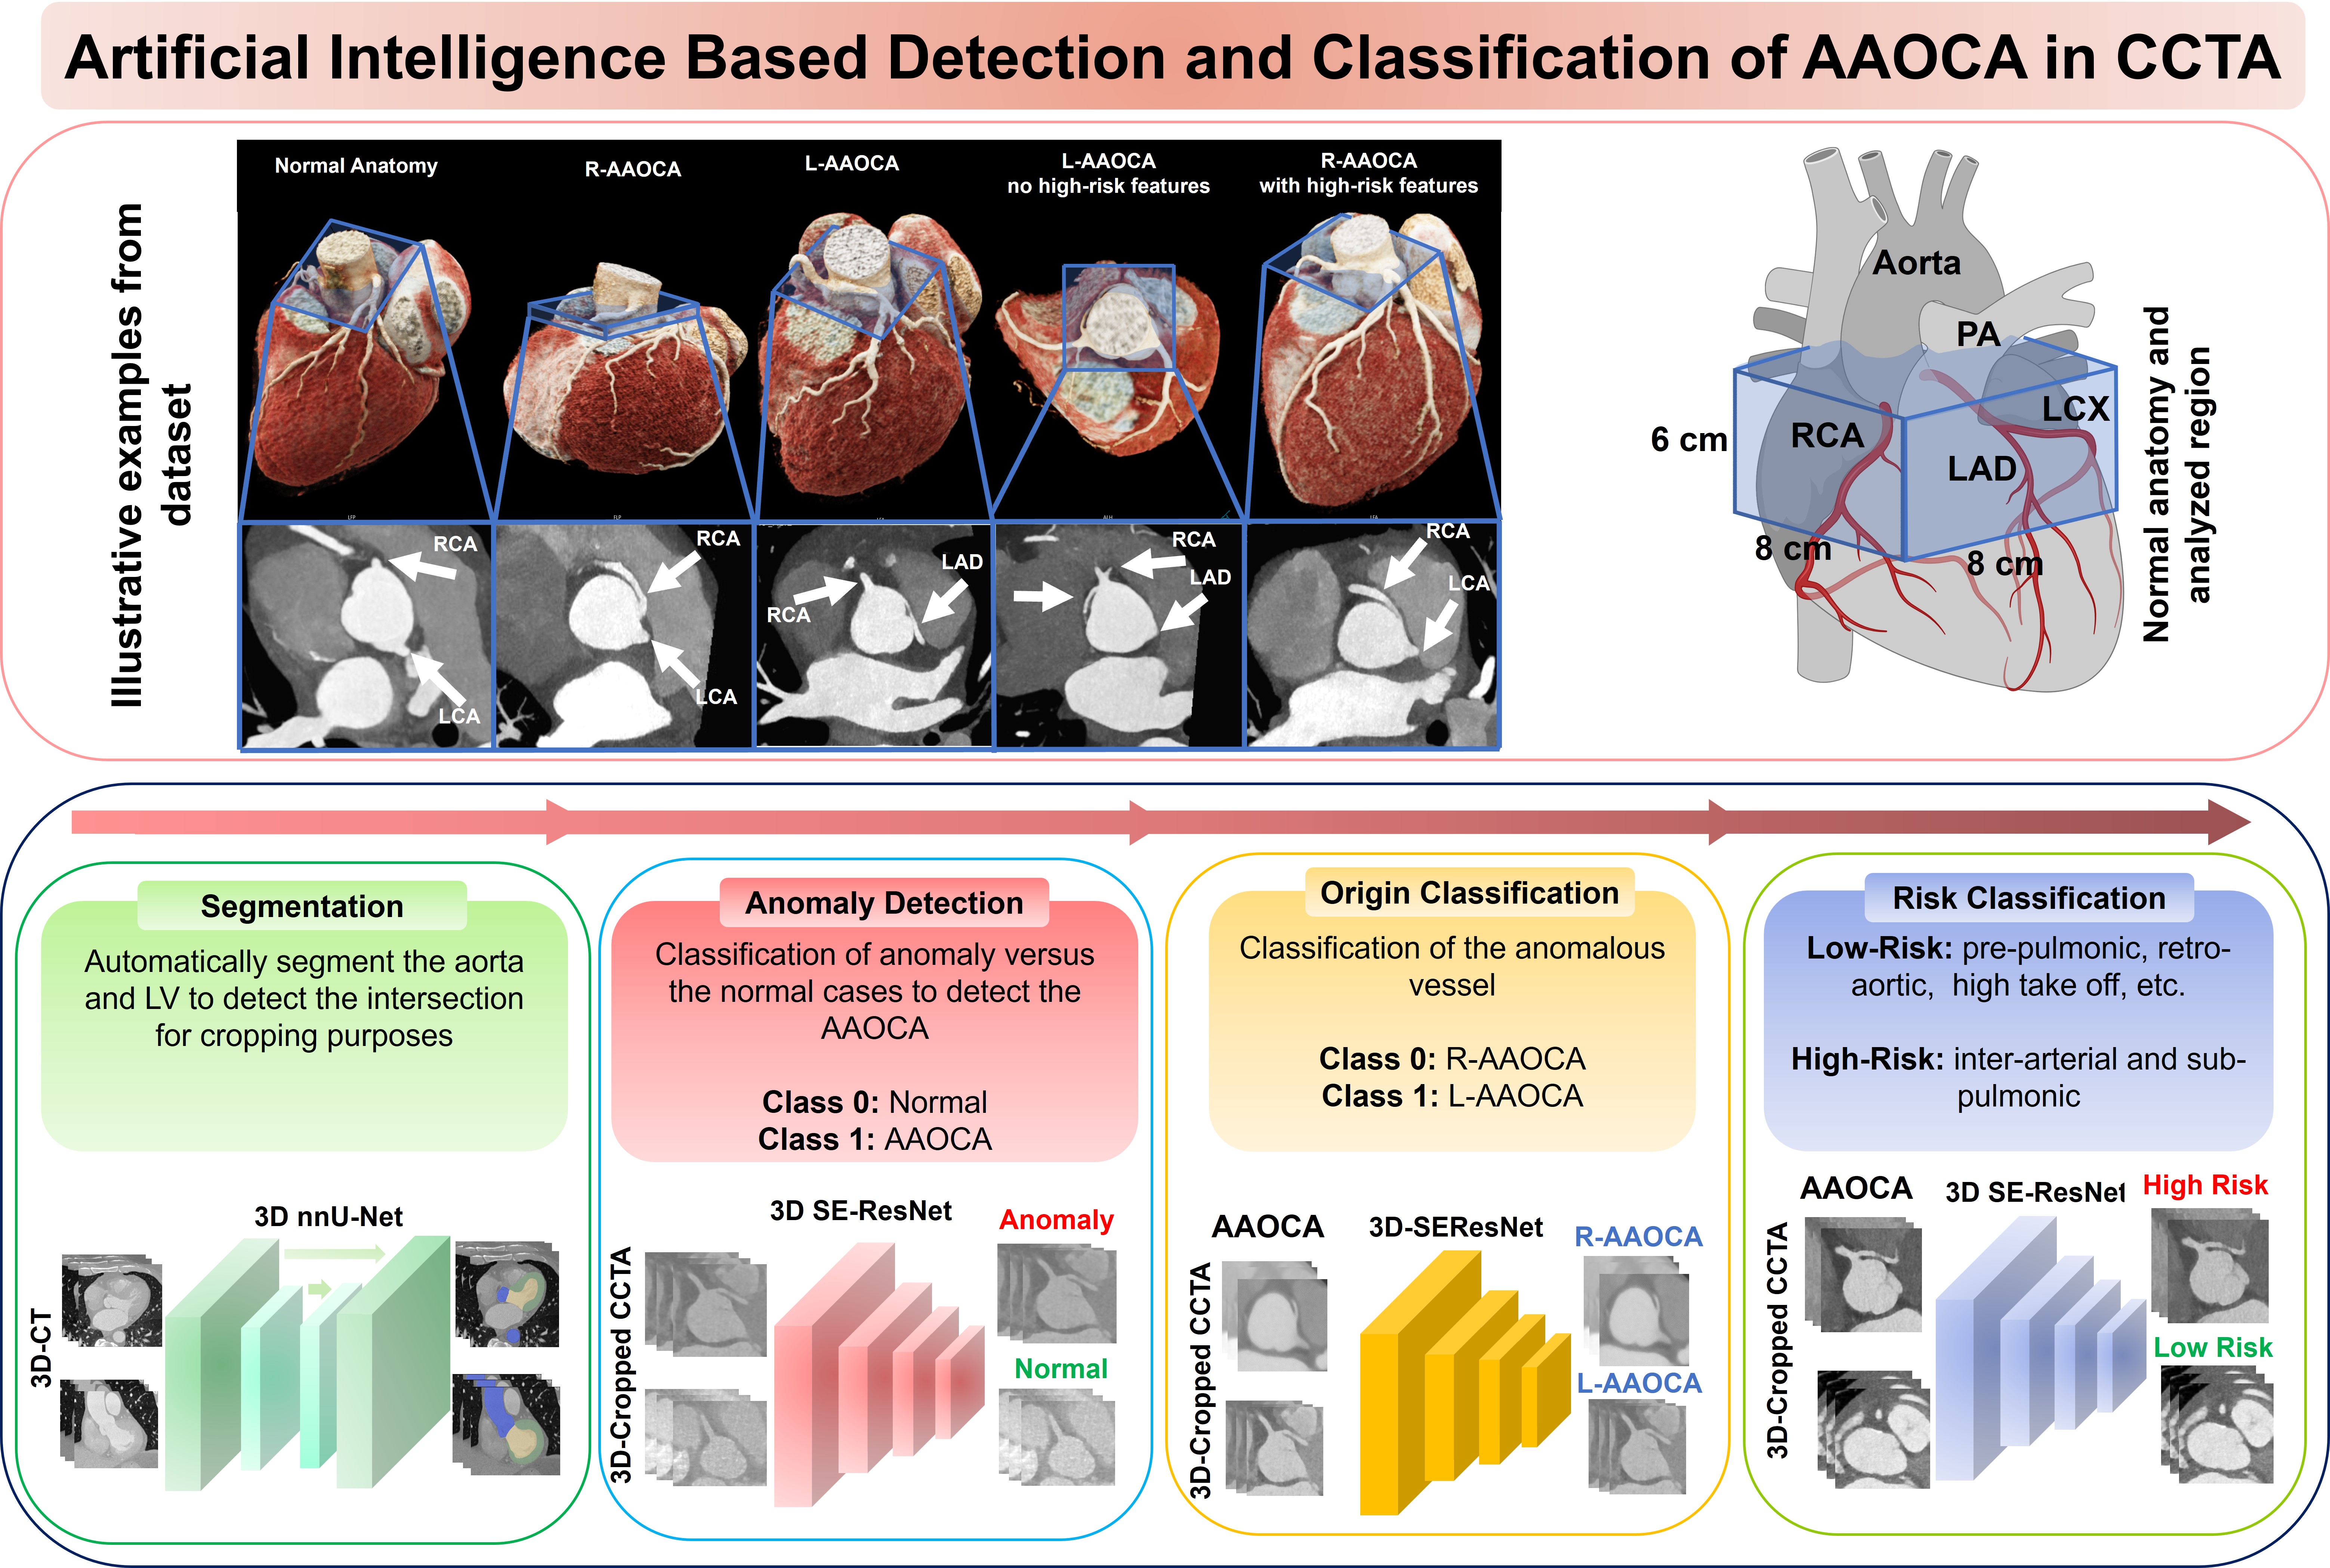 Artificial Intelligence Based Detection and Classification of AAOCA in CCTA
Illustrative examples from
dataset
Normal Anatomy
R-AAOCA
L-AAOCA
L-AAOCA
no high-risk features
R-AAOCA
with high-risk features
RCA
LCA
RCA
LCA
RCA
LAD
RCA
LAD
RCA
LCA
Aorta
PA
RCA
LCX
LAD
6 cm
8 cm
8 cm
Normal anatomy and
analyzed region
Segmentation
Automatically segment the aorta
and LV to detect the intersection
for cropping purposes
3D nnU-Net
3D-CT
Anomaly Detection
Classification of anomaly versus
the normal cases to detect the
AAOCA
Class 0: Normal
Class 1: AAOCA
3D SE-ResNet
3D-Cropped CCTA
Anomaly
Normal
Origin Classification
Classification of the anomalous
vessel
Class 0: R-AAOCA
Class 1: L-AAOCA
AAOCA
3D-SEResNet
3D-Cropped CCTA
R-AAOCA
L-AAOCA
Risk Classification
Low-Risk: pre-pulmonic, retro-
aortic, high take off, etc.
High-Risk: inter-arterial and sub-
pulmonic
AAOCA
3D SE-ResNet
3D-Cropped CCTA
High Risk
Low Risk